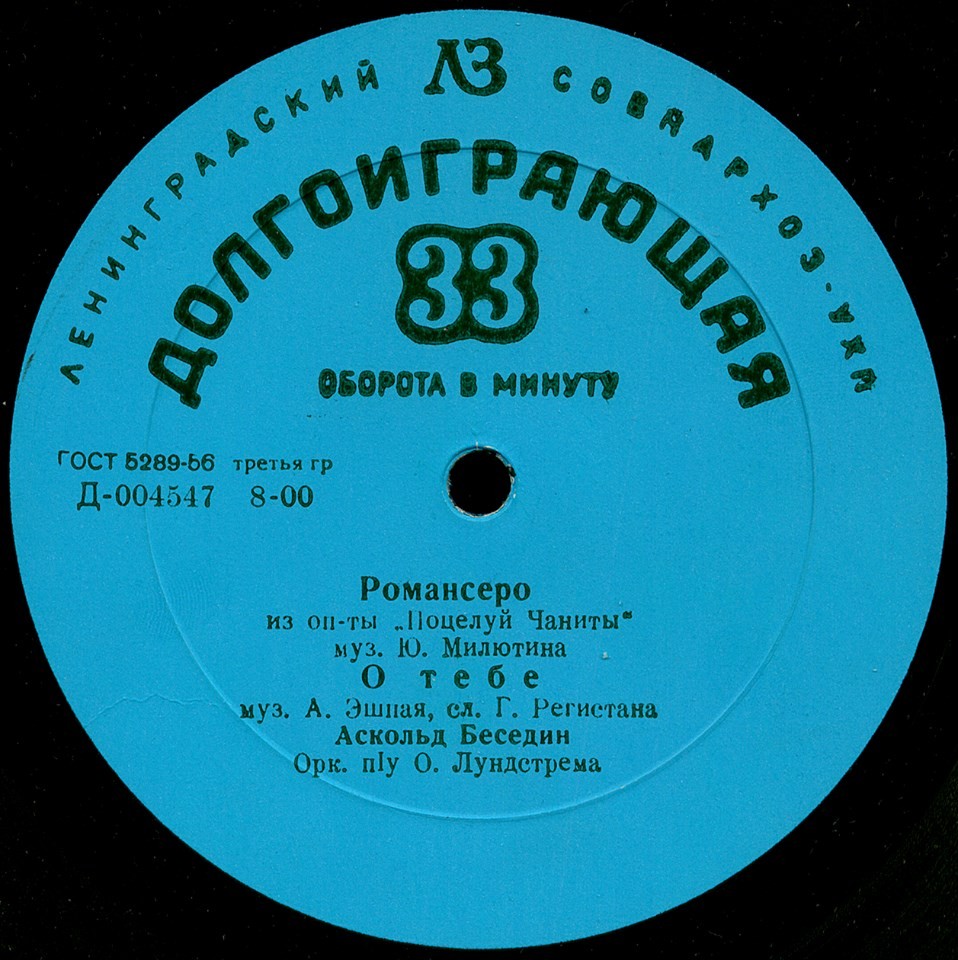 ЛЗ
ЛЕНИНГРАДСКИЙ СОВНАРХОЗ-УХП
ДОЛГОИГРАЮЩАЯ
33
ОБОРОТА В МИНУТУ
ГОСТ 5289-56 третья гр
Д-004547 8-00
Романсеро
из оп-ты „Поцелуй Чаниты“
муз. Ю. Милютина
О тебе
муз. А. Эшпая, сл. Г. Регистана
Аскольд Беседин
Орк. п/у О. Лундстрема